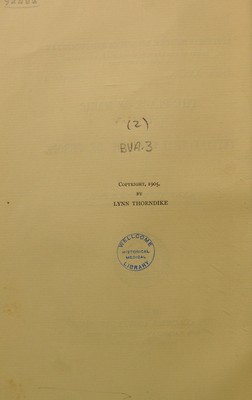 (2)
BVA.3
COPYRIGHT, 1905,
BY
LYNN THORNDIKE
WELLCOME
HISTORICAL
MEDICAL
LIBRARY